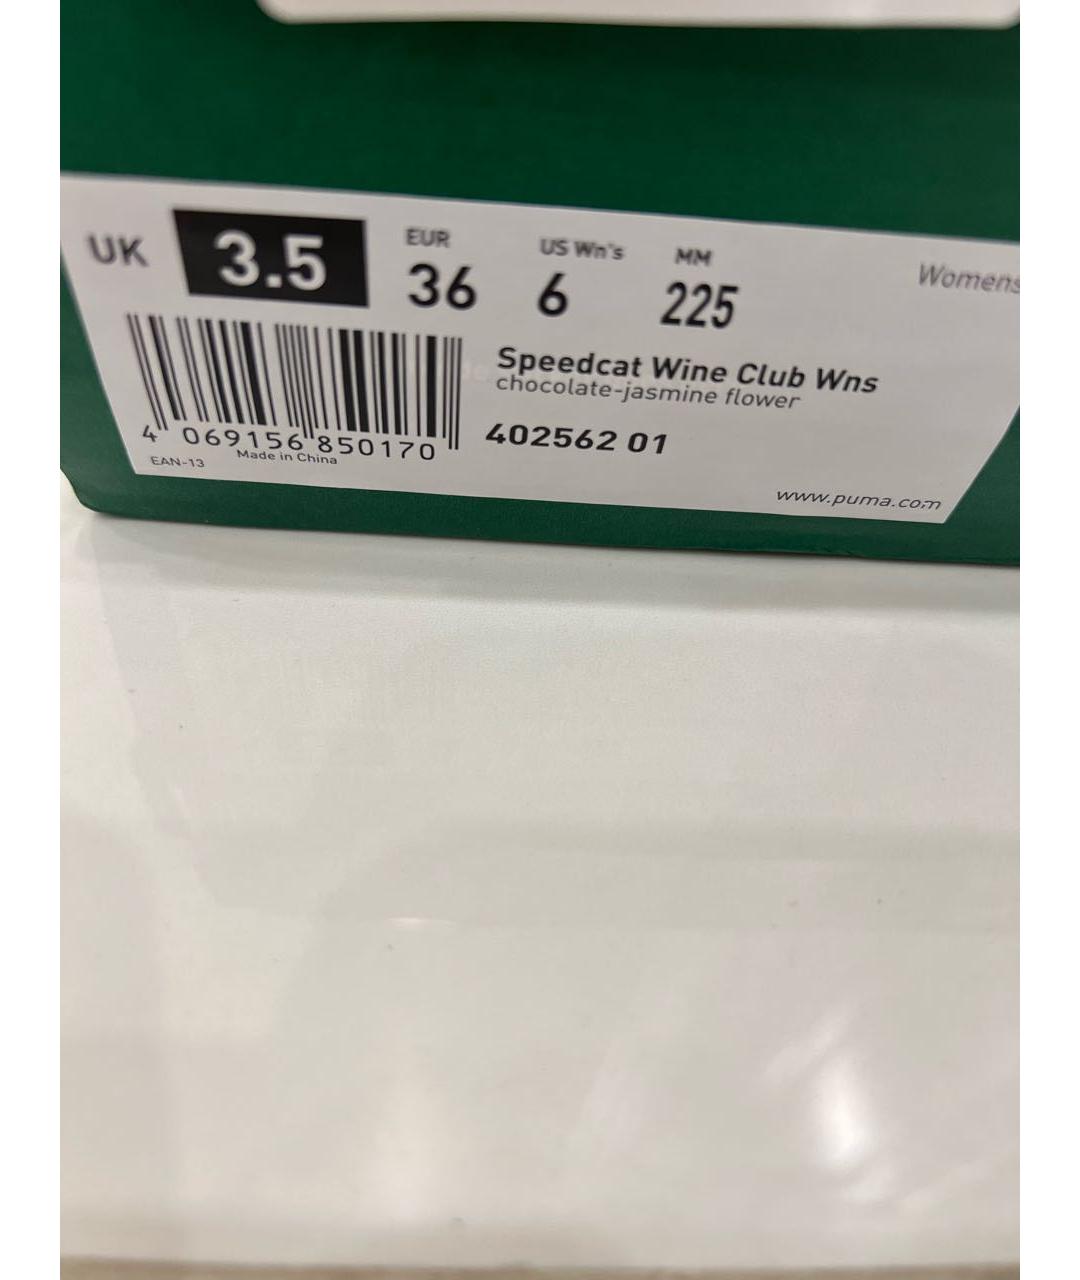 UK 3.5 EUR 36 US Wn's 6 MM 225 Womens
Speedcat Wine Club Wns
chocolate-jasmine flower
402562 01
4 069156 850170
EAN-13 Made in China
www.puma.com